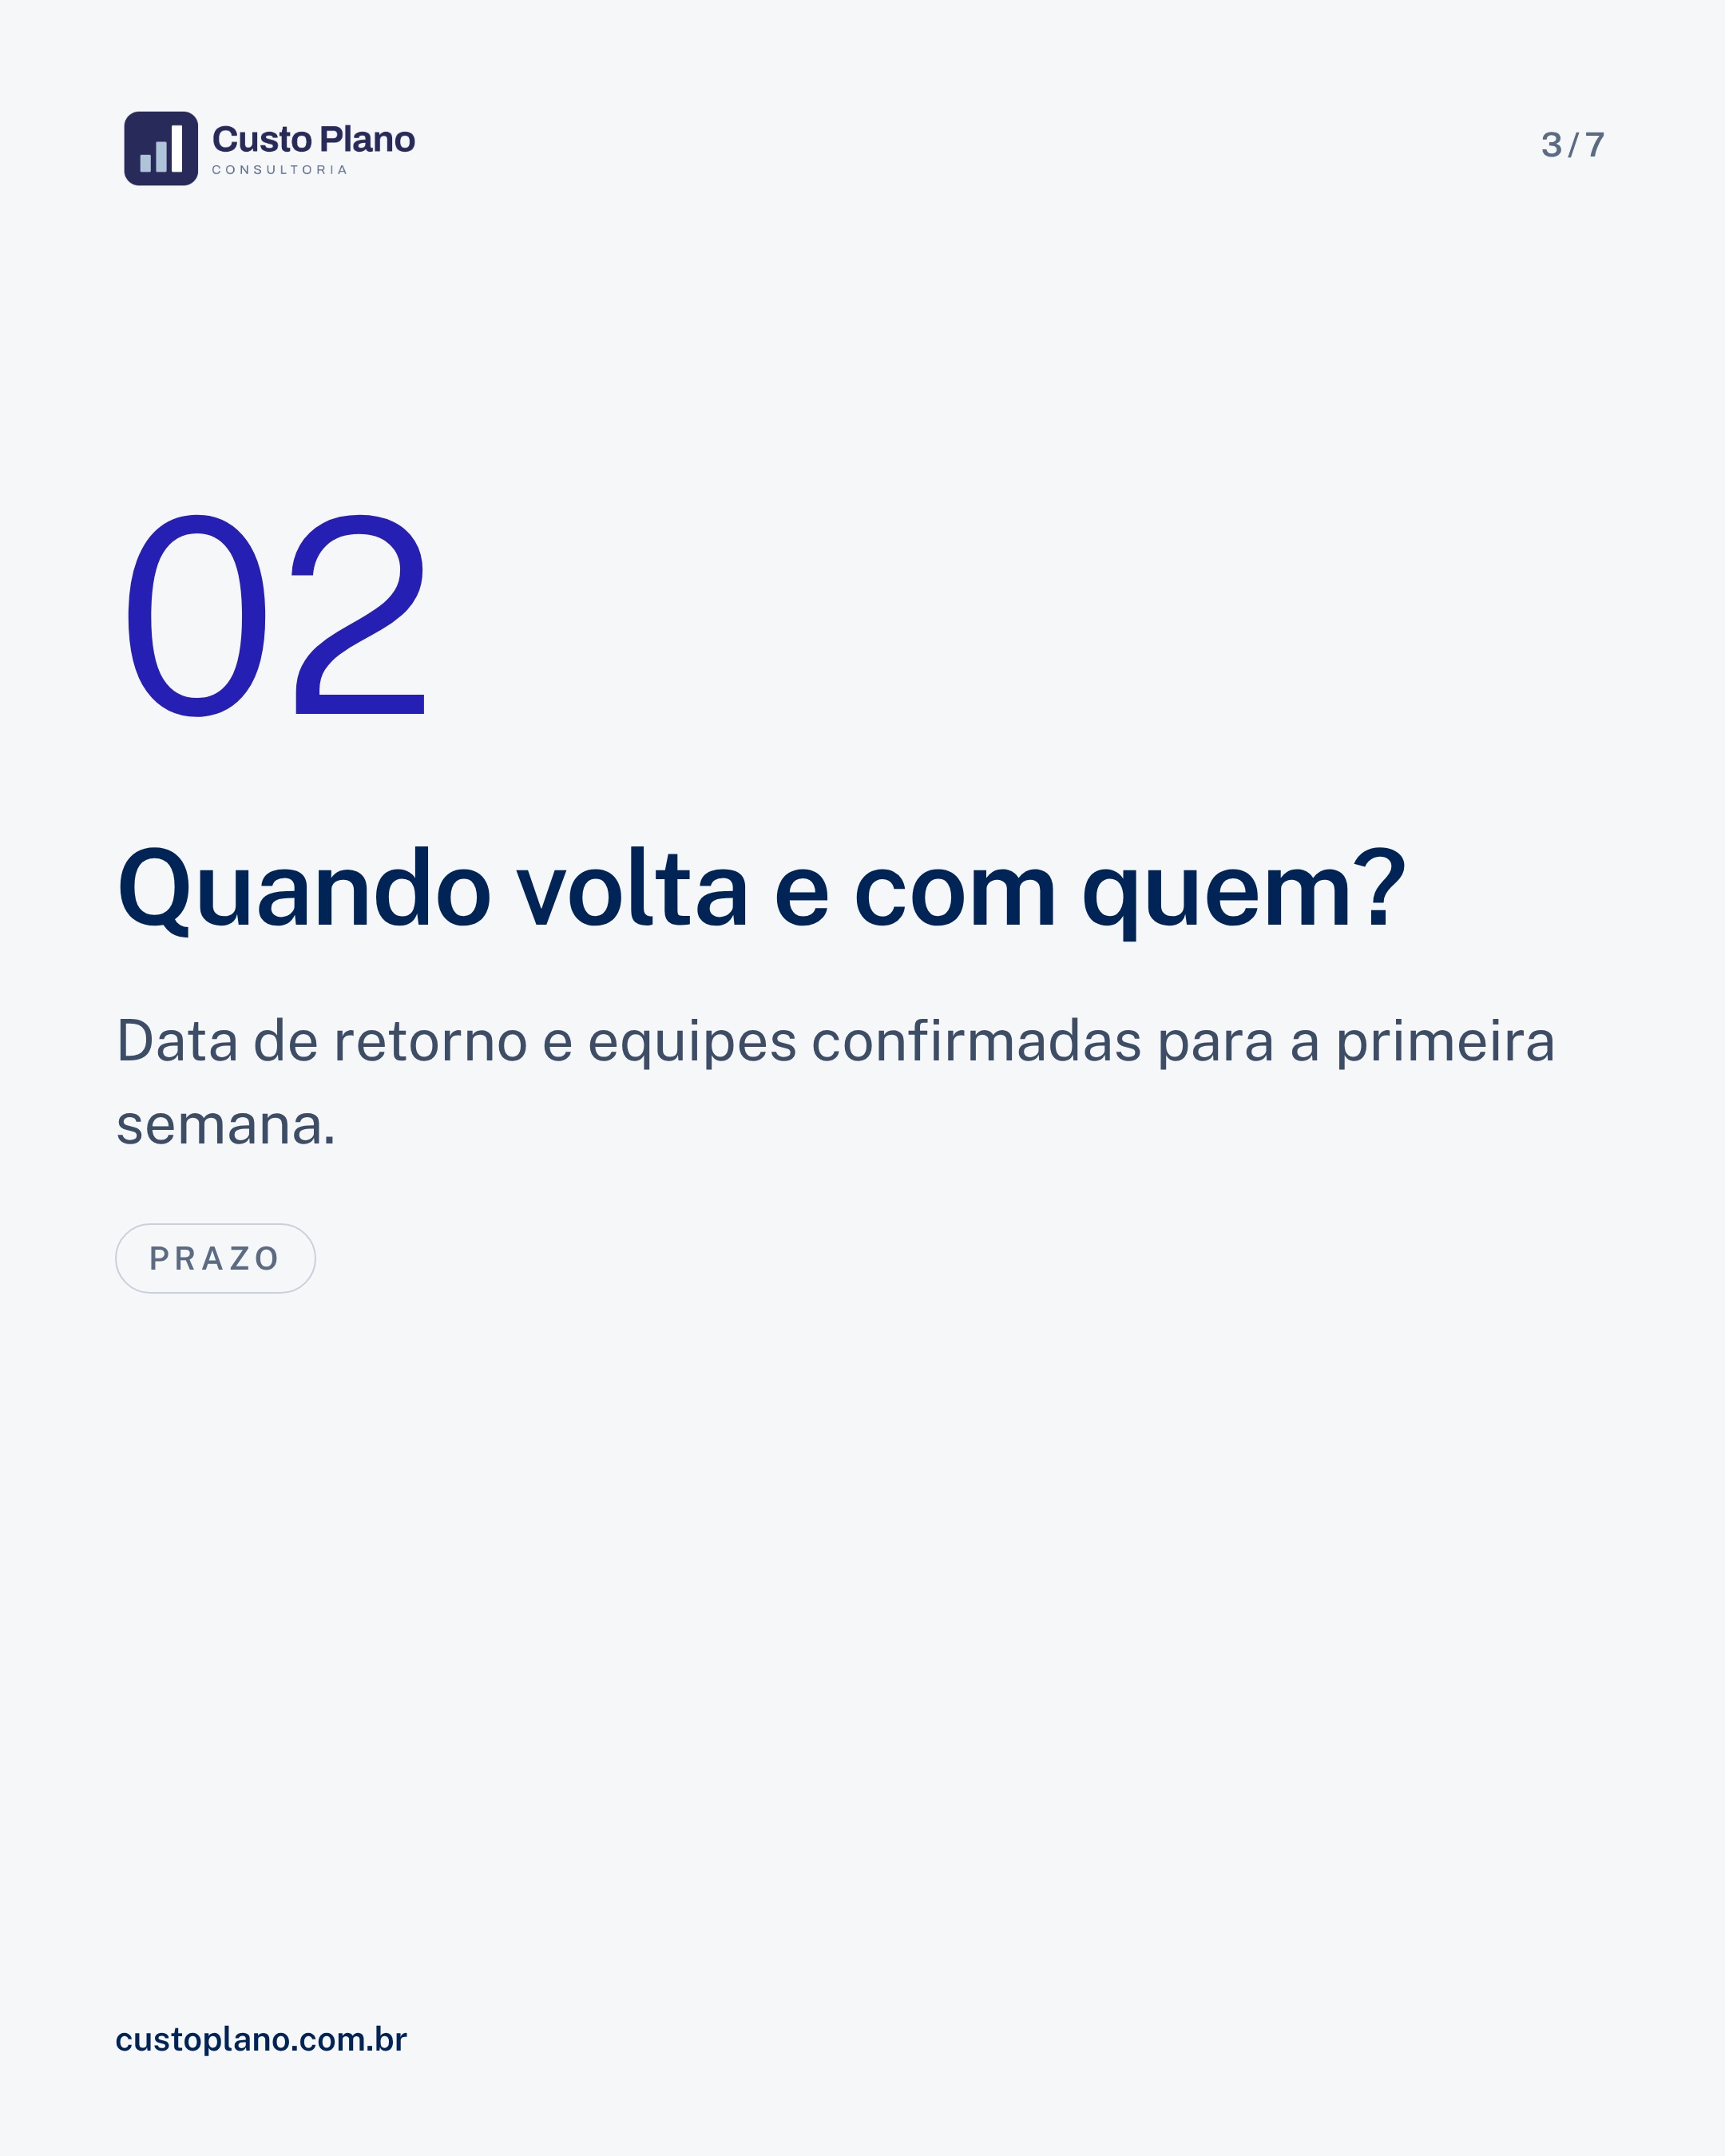 Custo Plano
CONSULTORIA
3/7
02
Quando volta e com quem?
Data de retorno e equipes confirmadas para a primeira
semana.
PRAZO
custoplano.com.br